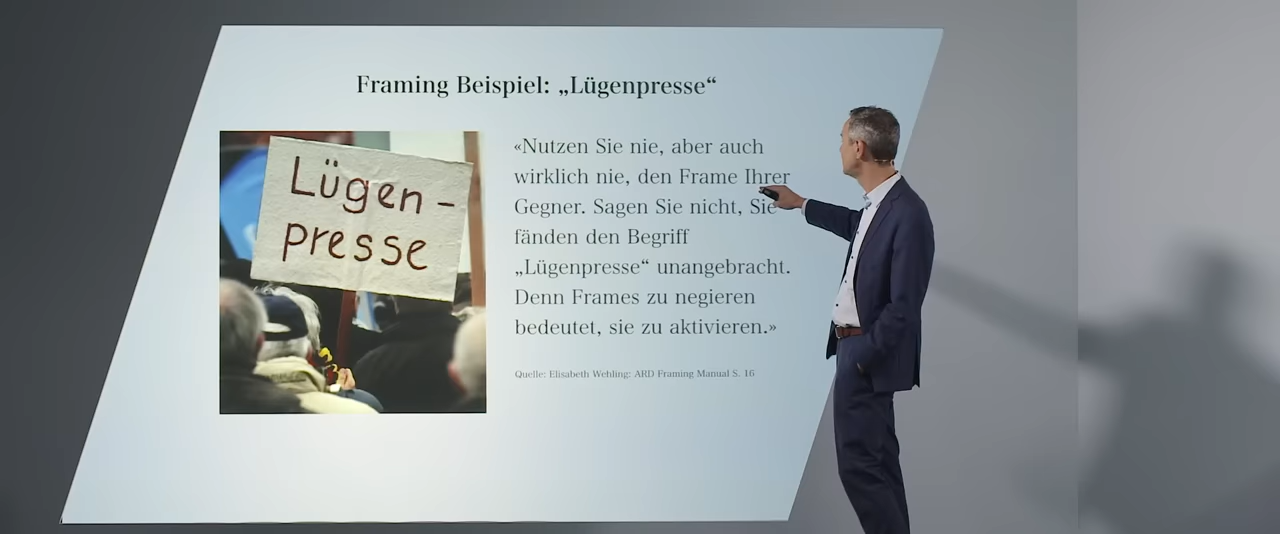 Framing Beispiel: „Lügenpresse“
Lügen-
presse
«Nutzen Sie nie, aber auch
wirklich nie, den Frame Ihrer
Gegner. Sagen Sie nicht, Sie
fänden den Begriff
„Lügenpresse“ unangebracht.
Denn Frames zu negieren
bedeutet, sie zu aktivieren.»
Quelle: Elisabeth Wehling: ARD Framing Manual S. 16